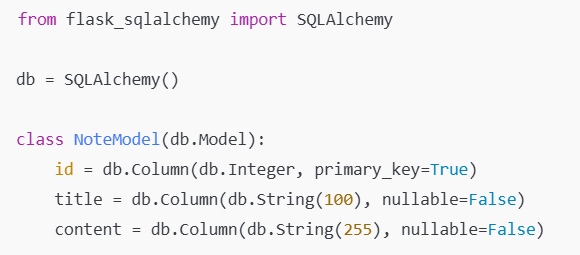 from flask_sqlalchemy import SQLAlchemy
db = SQLAlchemy()
class NoteModel(db.Model):
    id = db.Column(db.Integer, primary_key=True)
    title = db.Column(db.String(100), nullable=False)
    content = db.Column(db.String(255), nullable=False)